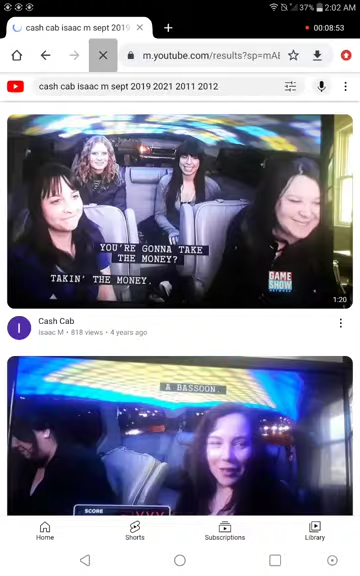 37% 2:02 AM
cash cab isaac m sept 2019
00:08:53
m.youtube.com/results?sp=mAE
cash cab isaac m sept 2019 2021 2011 2012
YOU'RE GONNA TAKE
THE MONEY?
TAKIN' THE MONEY.
GAME
SHOW
1:20
I
Cash Cab
Isaac M • 818 views • 4 years ago
A BASSOON.
SCORE
XXX
Home
Shorts
Subscriptions
Library